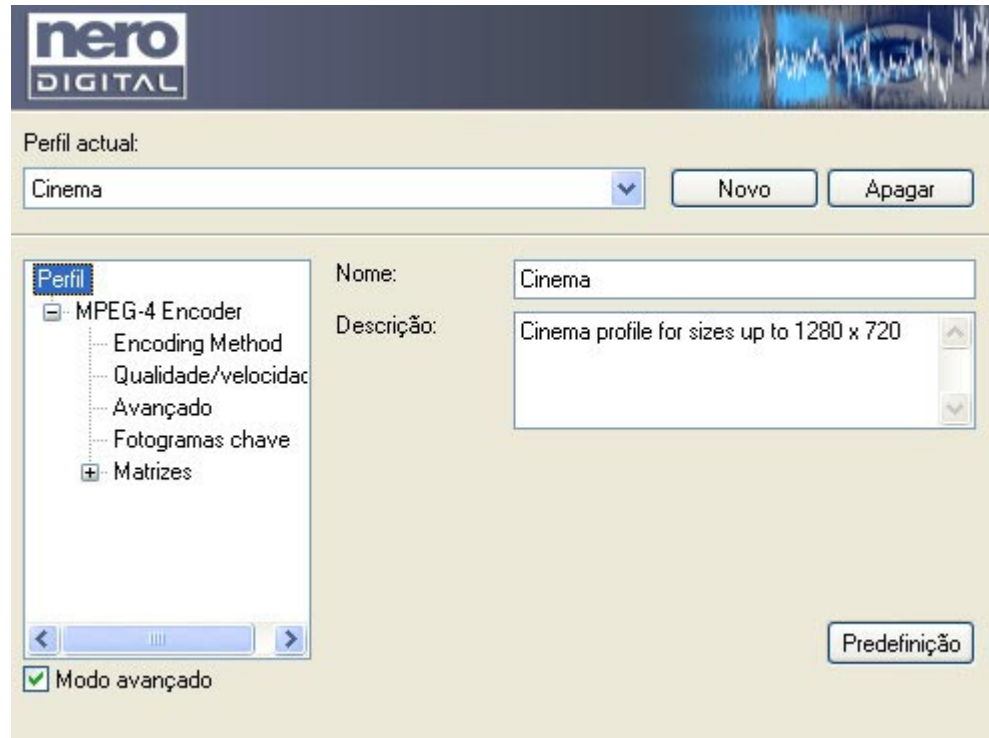 nero
DIGITAL
Perfil actual:
Cinema
Novo
Apagar
Perfil
MPEG-4 Encoder
Encoding Method
Qualidade/velocidad
Avançado
Fotogramas chave
Matrizes
Nome:
Cinema
Descrição:
Cinema profile for sizes up to 1280 x 720
Predefinição
Modo avançado